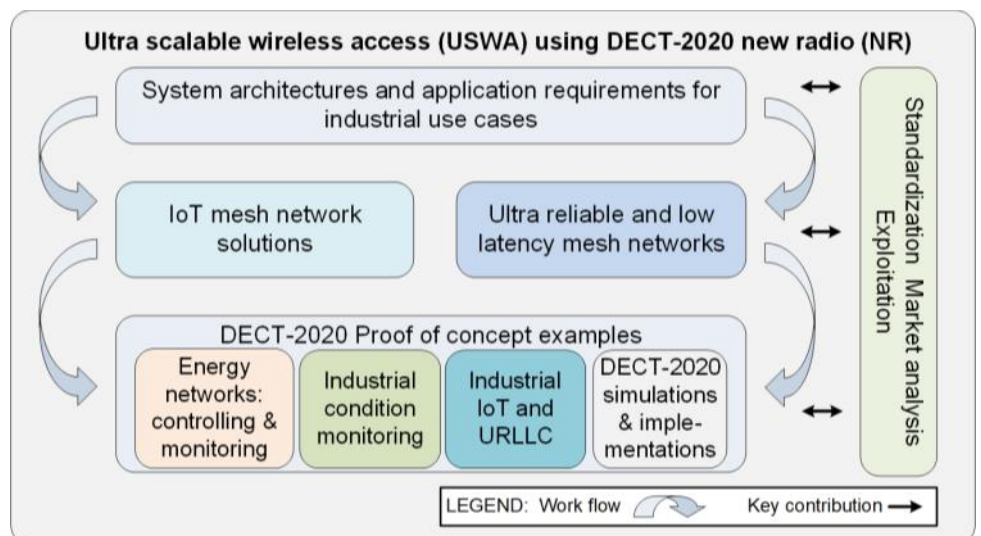 Ultra scalable wireless access (USWA) using DECT-2020 new radio (NR)
System architectures and application requirements for
industrial use cases
IoT mesh network
solutions
Ultra reliable and low
latency mesh networks
DECT-2020 Proof of concept examples
Energy
networks:
controlling &
monitoring
Industrial
condition
monitoring
Industrial
IoT and
URLLC
DECT-2020
simulations
& imple-
mentations
Standardization Market analysis
Exploitation
LEGEND: Work flow
Key contribution